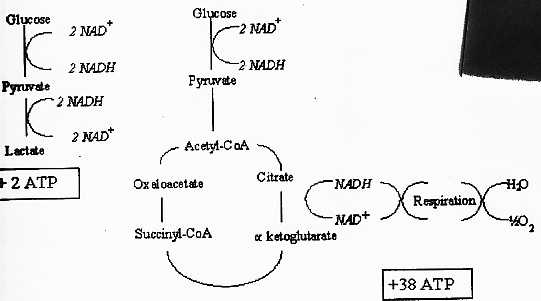 Glucose
2 NAD+
2 NADH
Pyruvate
2 NADH
2 NAD+
Lactate
+ 2 ATP
Glucose
2 NAD+
2 NADH
Pyruvate
Acetyl-CoA
Oxaloacetate
Citrate
Succinyl-CoA
α ketoglutarate
NADH
NAD+
Respiration
H2O
½O2
+38 ATP